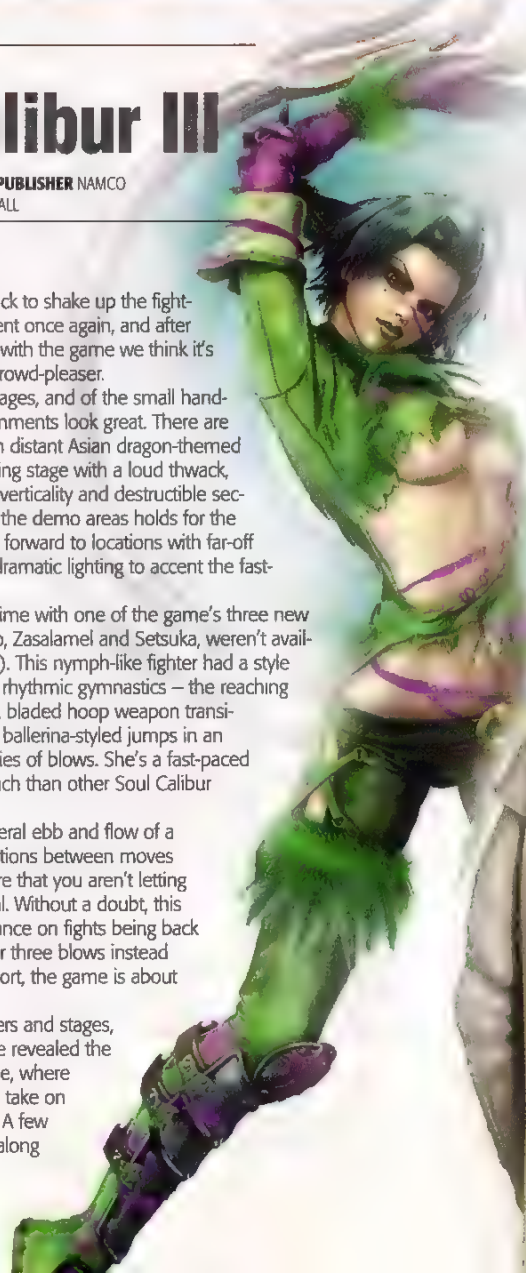 libur III
PUBLISHER NAMCO
ALL
ck to shake up the fight-
ent once again, and after
with the game we think it's
rowd-pleaser.
ages, and of the small hand-
nments look great. There are
n distant Asian dragon-themed
ing stage with a loud thwack,
verticality and destructible sec-
the demo areas holds for the
forward to locations with far-off
dramatic lighting to accent the fast-
ime with one of the game's three new
o, Zasalamel and Setsuka, weren't avail-
). This nymph-like fighter had a style
rhythmic gymnastics – the reaching
, bladed hoop weapon transi-
ballerina-styled jumps in an
ies of blows. She's a fast-paced
ch than other Soul Calibur
eral ebb and flow of a
tions between moves
re that you aren't letting
l. Without a doubt, this
ance on fights being back
r three blows instead
ort, the game is about
ers and stages,
e revealed the
e, where
take on
A few
along